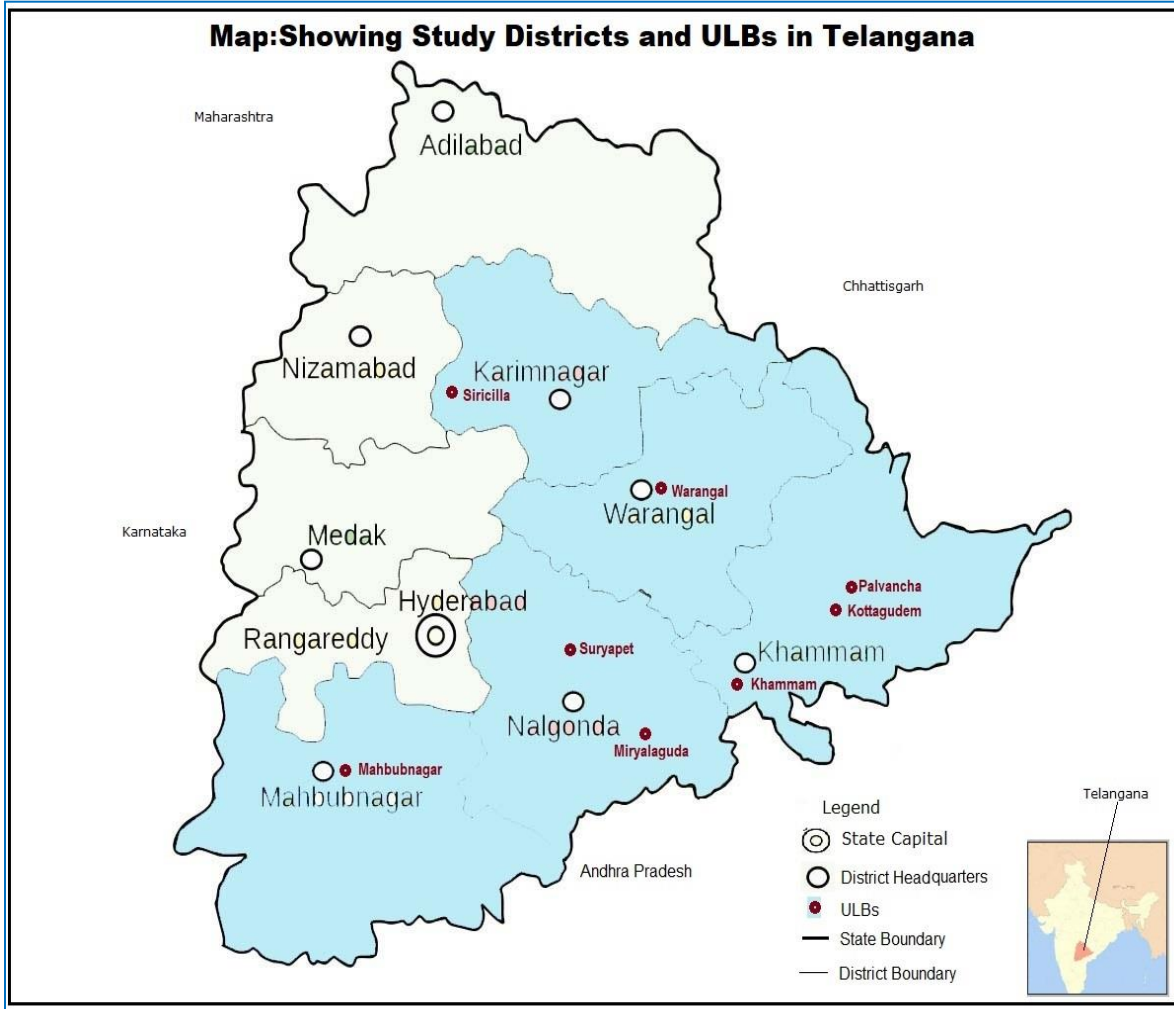 Map:Showing Study Districts and ULBs in Telangana
Maharashtra
Adilabad
Chhattisgarh
Nizamabad
Karimnagar
Siricilla
Warangal
Warangal
Karnataka
Medak
Palvancha
Hyderabad
Kottagudem
Rangareddy
Suryapet
Khammam
Khammam
Nalgonda
Miryalaguda
Mahbubnagar
Mahbubnagar
Telangana
Legend
State Capital
Andhra Pradesh
District Headquarters
ULBs
State Boundary
District Boundary